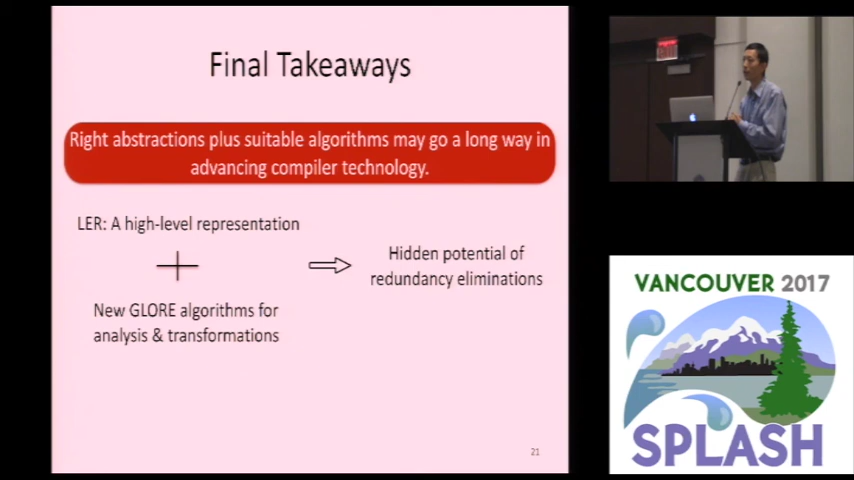 Final Takeaways
Right abstractions plus suitable algorithms may go a long way in
advancing compiler technology.
LER: A high-level representation
New GLORE algorithms for
analysis & transformations
Hidden potential of
redundancy eliminations
21
VANCOUVER 2017
SPLASH